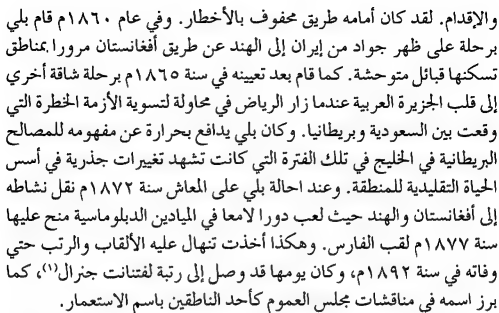 والإقدام. لقد كان أمامه طريق محفوف بالأخطار. وفي عام ١٨٦٠م قام بلي
برحلة على ظهر جواد من إيران إلى الهند عن طريق أفغانستان مرورا بمناطق
تسكنها قبائل متوحشة. كما قام بعد تعيينه في سنة ١٨٦٥م برحلة شاقة أخري
إلى قلب الجزيرة العربية عندما زار الرياض في محاولة لتسوية الأزمة الخطرة التي
وقعت بين السعودية وبريطانيا. وكان بلي يدافع بحرارة عن مفهومه للمصالح
البريطانية في الخليج في تلك الفترة التي كانت تشهد تغييرات جذرية في أسس
الحياة التقليدية للمنطقة. وعند احالة بلي على المعاش سنة ١٨٧٢م نقل نشاطه
إلى أفغانستان والهند حيث لعب دورا لامعا في الميادين الدبلوماسية منح عليها
سنة ١٨٧٧م لقب الفارس. وهكذا أخذت تنهال عليه الألقاب والرتب حتي
وفاته في سنة ١٨٩٢م، وكان يومها قد وصل إلى رتبة لفتنانت جنرال(١)، كما
برز اسمه في مناقشات مجلس العموم كأحد الناطقين باسم الاستعمار.